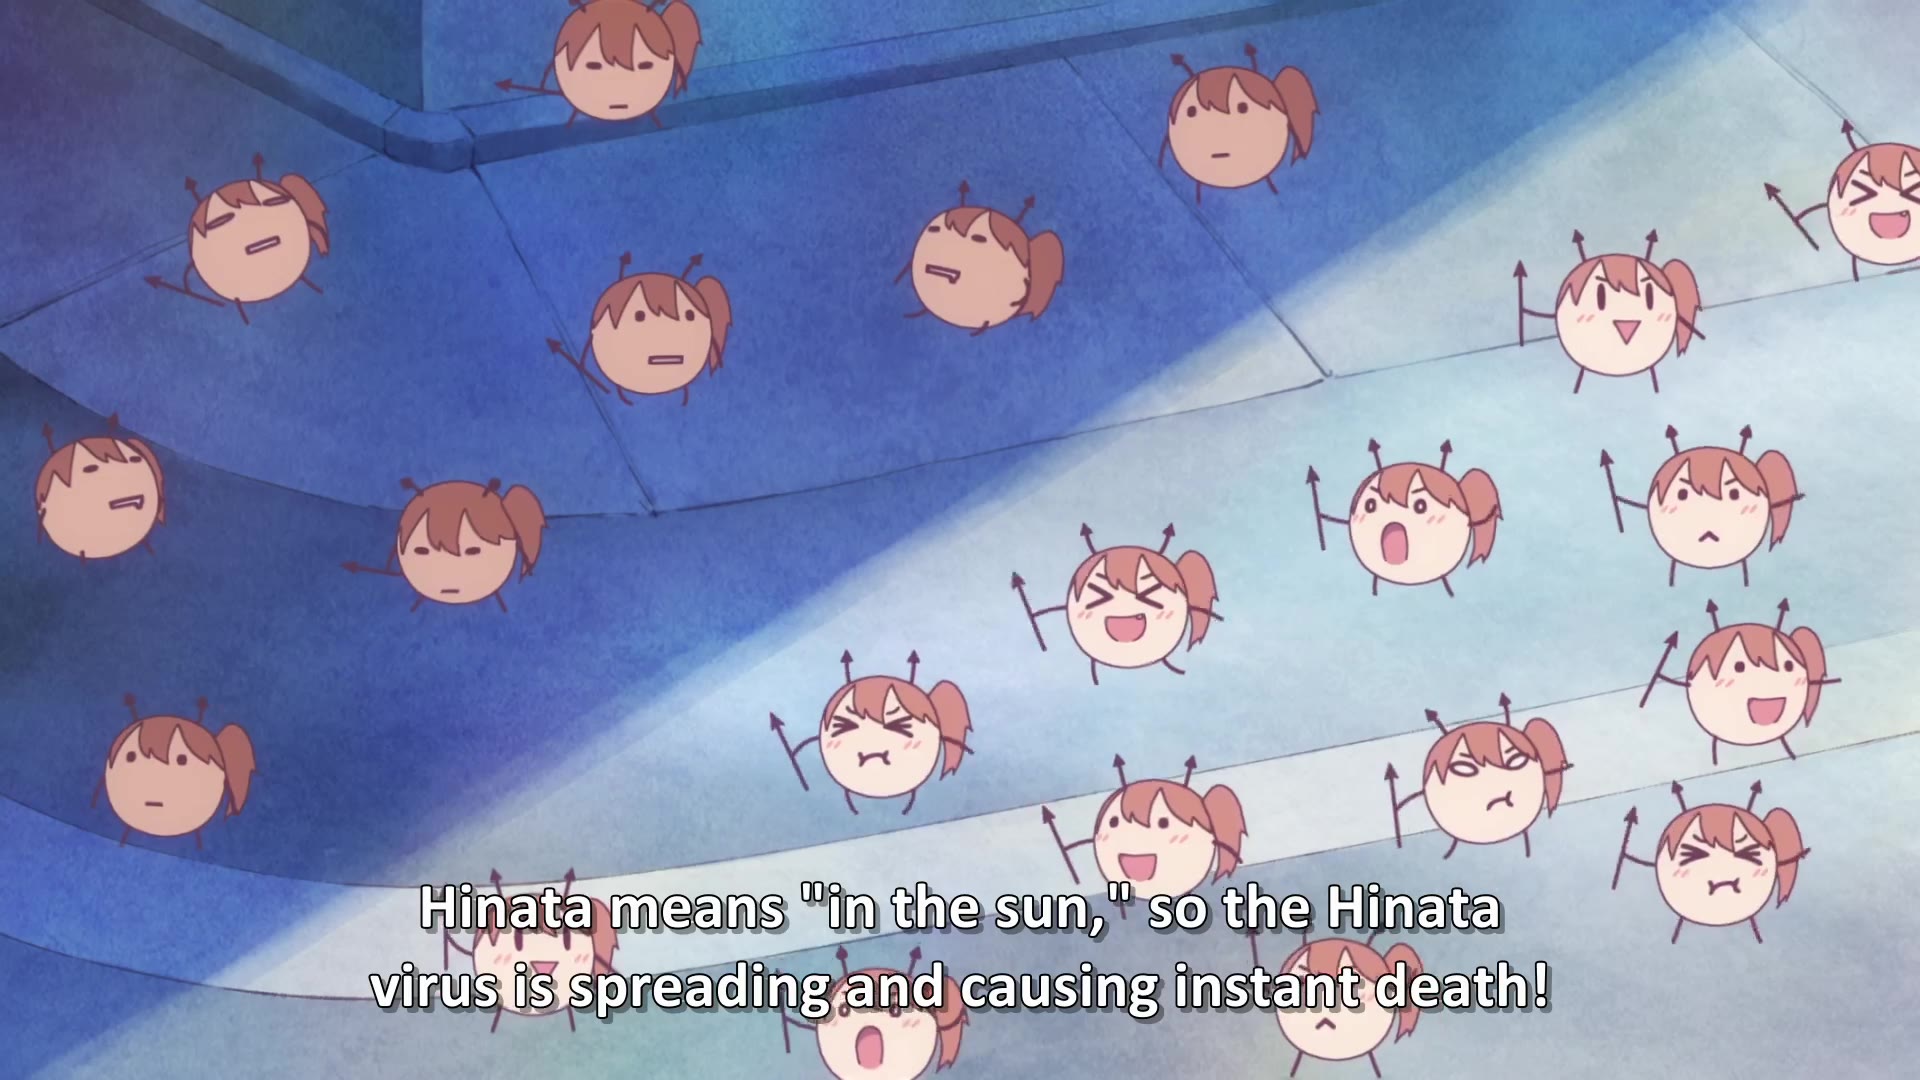 Hinata means "in the sun," so the Hinata
virus is spreading and causing instant death!